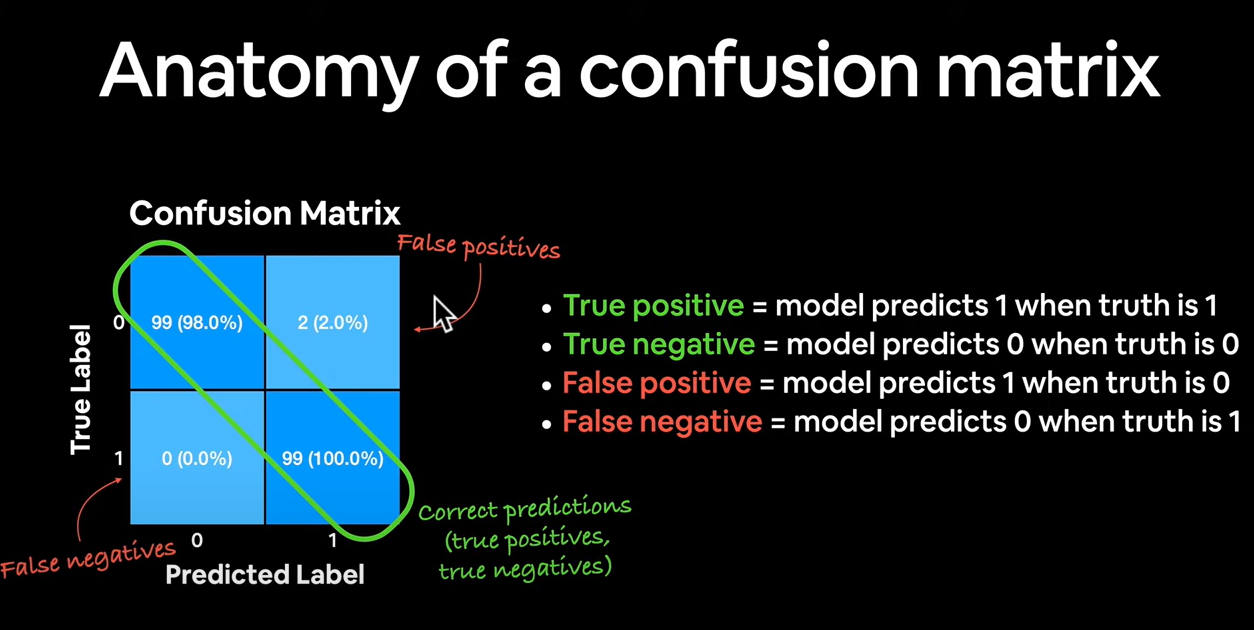 Anatomy of a confusion matrix
Confusion Matrix
False positives
True Label
0
99 (98.0%)
2 (2.0%)
1
0 (0.0%)
99 (100.0%)
0
1
Predicted Label
False negatives
Correct predictions
(true positives,
true negatives)
• True positive = model predicts 1 when truth is 1
• True negative = model predicts 0 when truth is 0
• False positive = model predicts 1 when truth is 0
• False negative = model predicts 0 when truth is 1